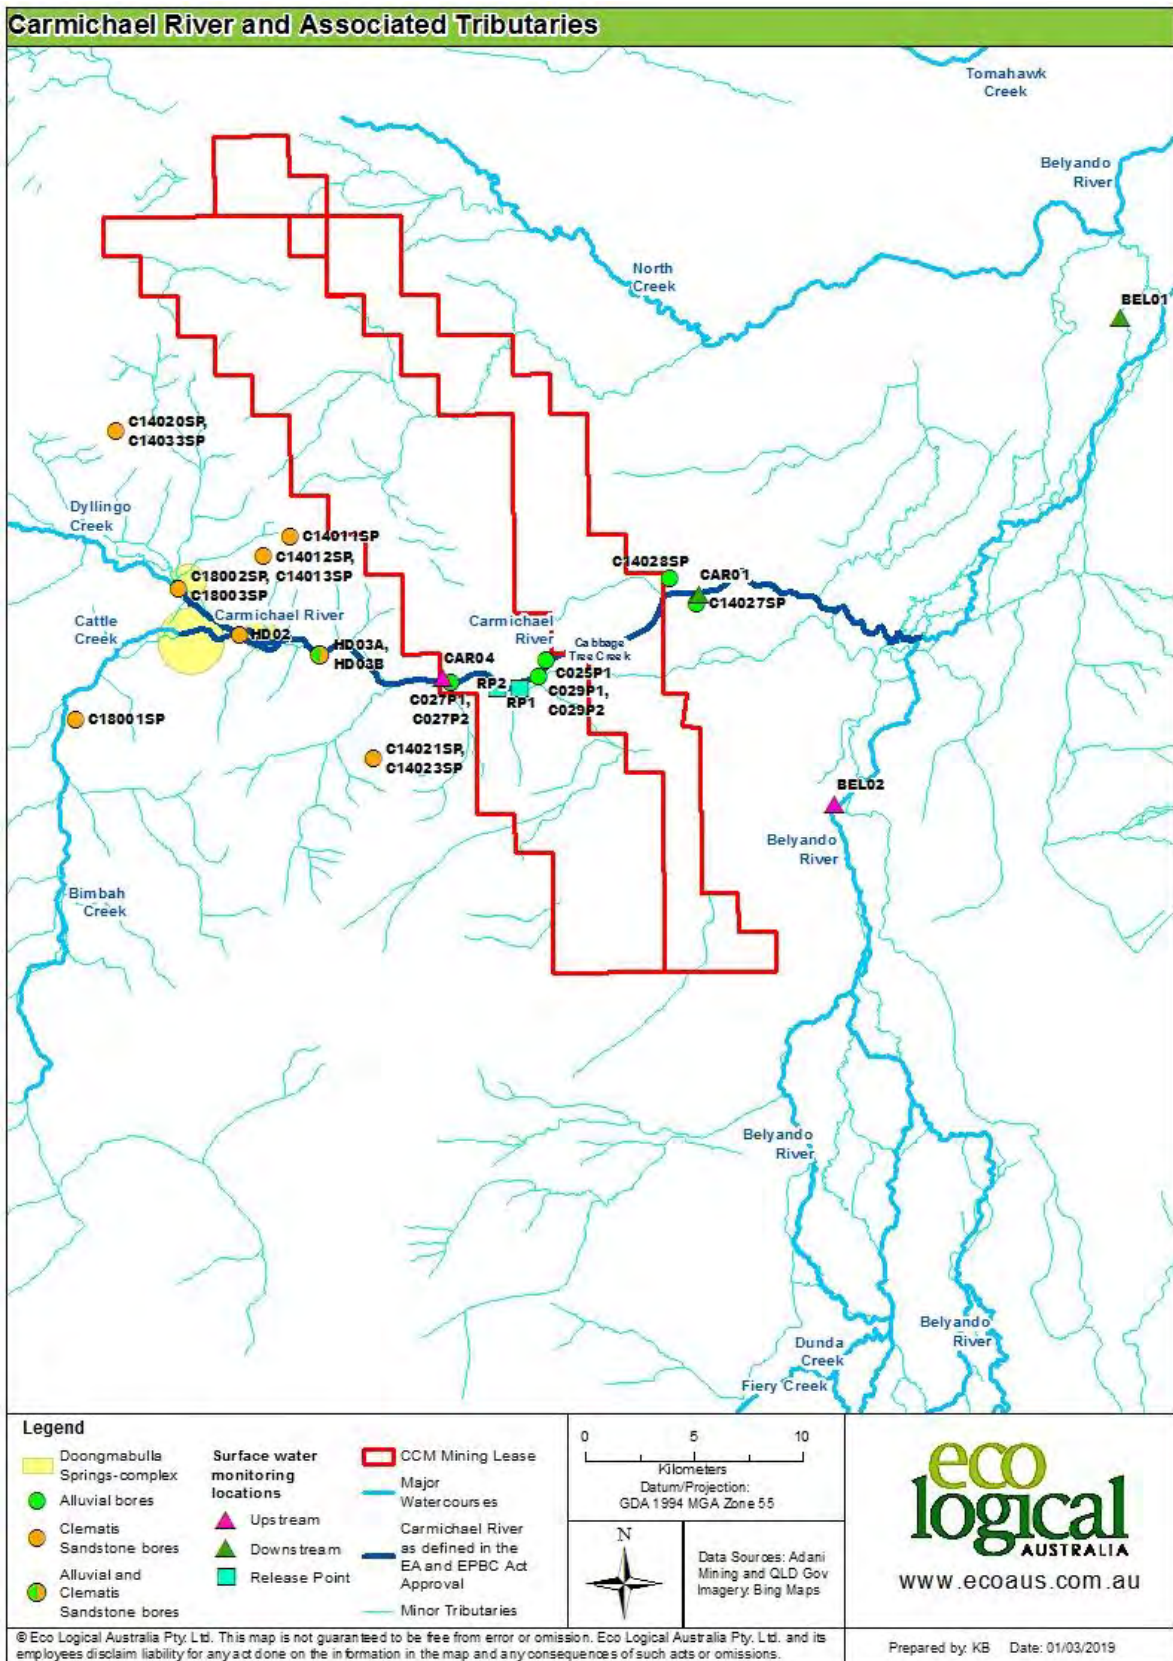 Carmichael River and Associated Tributaries
Tomahawk
Creek
Belyando
River
North
Creek
BEL01
C14020SP,
C14033SP
Dyllingo
Creek
C14011SP
C14012SP,
C14013SP
C18002SP,
C18003SP
C14028SP
CAR01
C14027SP
Cattle
Creek
Carmichael River
HD02
HD03A,
HD03B
Carmichael
River
Cabbage
Tree Creek
CAR04
C027P1,
C027P2
RP2
RP1
C025P1
C029P1,
C029P2
C18001SP
C14021SP,
C14023SP
BEL02
Belyando
River
Bimbah
Creek
Belyando
River
Dunda
Creek
Belyando
River
Fiery Creek
Legend
Doongmabulla
Springs-complex
Alluvial bores
Clematis
Sandstone bores
Alluvial and
Clematis
Sandstone bores
Surface water
monitoring
locations
Upstream
Downstream
Release Point
CCM Mining Lease
Major
Watercourses
Carmichael River
as defined in the
EA and EPBC Act
Approval
Minor Tributaries
0 5 10
Kilometers
Datum/Projection:
GDA 1994 MGA Zone 55
N
Data Sources: Adani
Mining and QLD Gov
Imagery: Bing Maps
eco
logical
AUSTRALIA
www.ecoaus.com.au
© Eco Logical Australia Pty. Ltd. This map is not guaranteed to be free from error or omission. Eco Logical Australia Pty. Ltd. and its
employees disclaim liability for any act done on the information in the map and any consequences of such acts or omissions.
Prepared by: KB Date: 01/03/2019